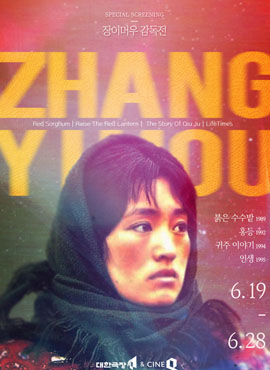 SPECIAL SCREENING
장이머우 감독전
ZHANG
Red Sorghum | Raise The Red Lantern | The Story Of Qiu Ju | LifeTimes
YIMOU
붉은 수수밭 1989
홍등 1992
귀주 이야기 1994
인생 1995
6.19
–
6.28
대한극장 & CINE Q